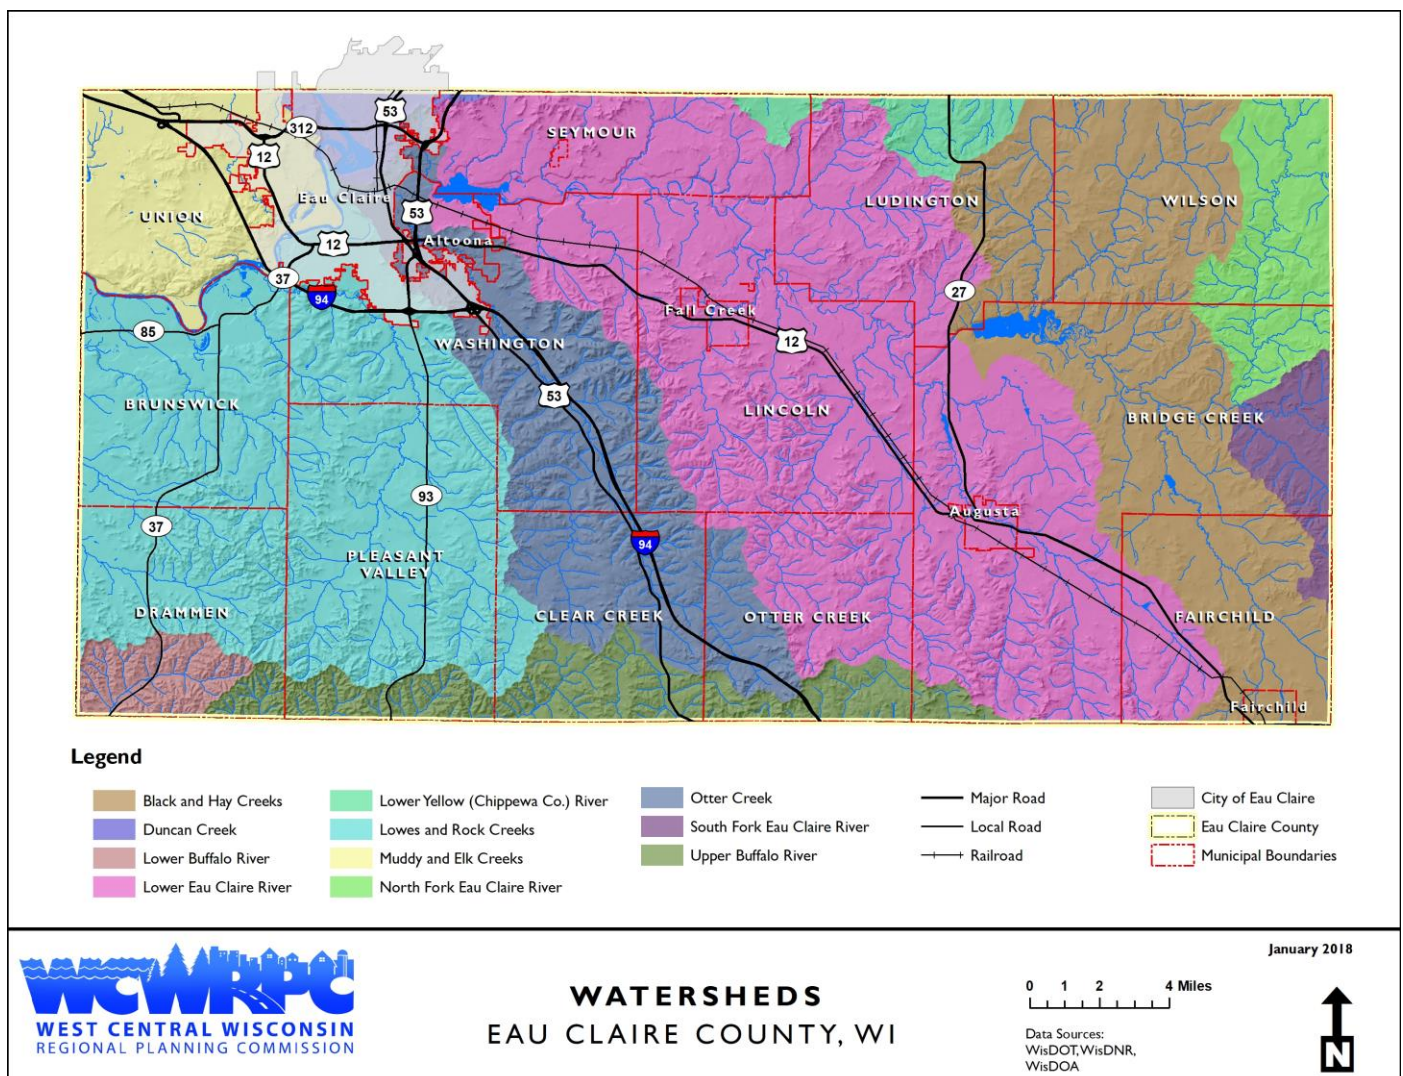 53
312
SEYMOUR
12
Eau Claire
LUDINGTON
WILSON
UNION
53
Altoona
12
37
94
27
Fall Creek
85
WASHINGTON
12
53
BRUNSWICK
LINCOLN
BRIDGE CREEK
93
Augusta
37
94
PLEASANT
VALLEY
DRAMMEN
CLEAR CREEK
OTTER CREEK
FAIRCHILD
Fairchild
Legend
Black and Hay Creeks
Duncan Creek
Lower Buffalo River
Lower Eau Claire River
Lower Yellow (Chippewa Co.) River
Lowes and Rock Creeks
Muddy and Elk Creeks
North Fork Eau Claire River
Otter Creek
South Fork Eau Claire River
Upper Buffalo River
Major Road
Local Road
Railroad
City of Eau Claire
Eau Claire County
Municipal Boundaries
WCWRPC
WEST CENTRAL WISCONSIN
REGIONAL PLANNING COMMISSION
WATERSHEDS
EAU CLAIRE COUNTY, WI
January 2018
0 1 2 4 Miles
Data Sources:
WisDOT, WisDNR,
WisDOA
N